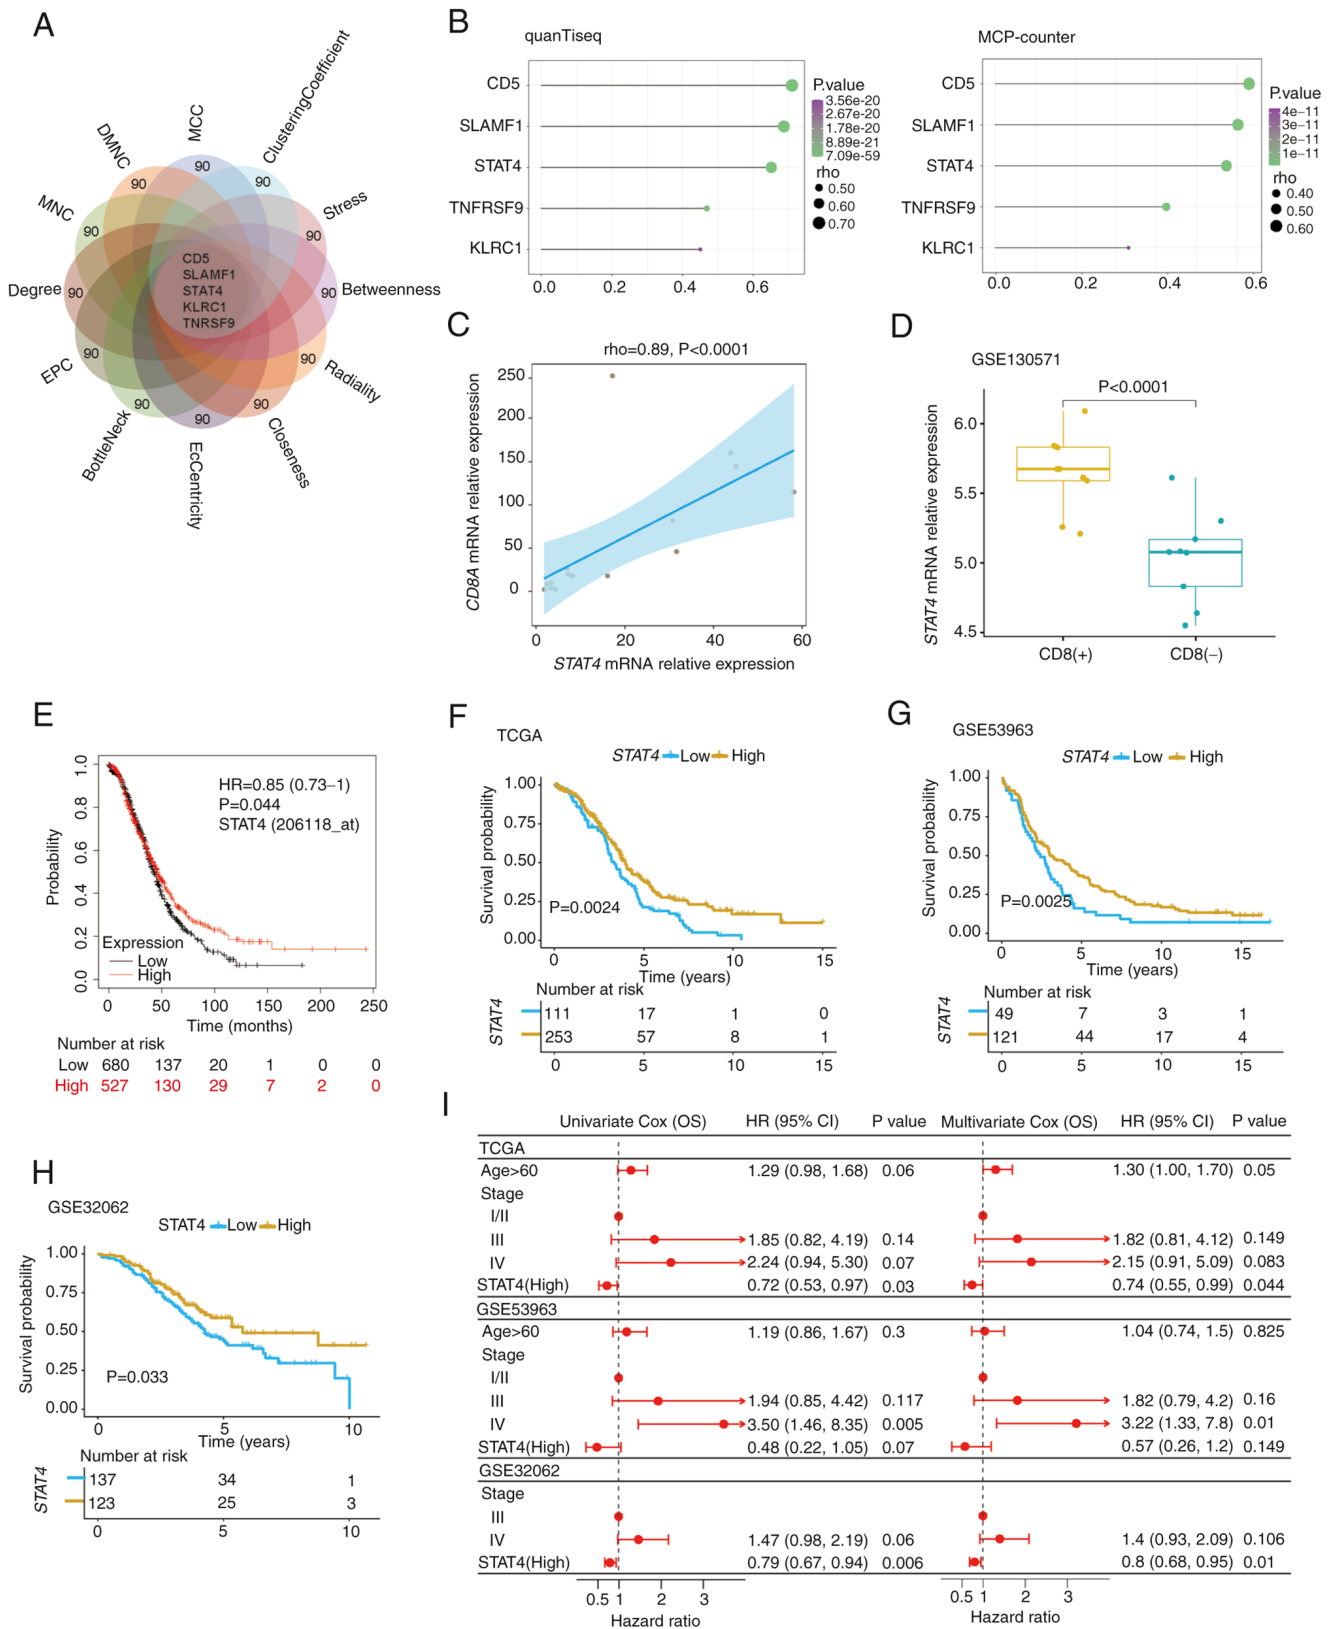 A
MCC
ClusteringCoefficient
DMNC
MNC
Stress
Degree
Betweenness
EPC
Radiality
BottleNeck
Closeness
EcCentricity
90
90
90
90
90
90
90
90
90
90
90
90
CD5
SLAMF1
STAT4
KLRC1
TNRSF9
B
quanTiseq
CD5
SLAMF1
STAT4
TNFRSF9
KLRC1
0.0 0.2 0.4 0.6
P.value
3.56e-20
2.67e-20
1.78e-20
8.89e-21
7.09e-59
rho
0.50
0.60
0.70
MCP-counter
CD5
SLAMF1
STAT4
TNFRSF9
KLRC1
0.0 0.2 0.4 0.6
P.value
4e−11
3e−11
2e−11
1e−11
rho
0.40
0.50
0.60
C
rho=0.89, P<0.0001
CD8A mRNA relative expression
250
200
150
100
50
0
0 20 40 60
STAT4 mRNA relative expression
D
GSE130571
P<0.0001
STAT4 mRNA relative expression
6.0
5.5
5.0
4.5
CD8(+) CD8(−)
E
HR=0.85 (0.73−1)
P=0.044
STAT4 (206118_at)
Probability
1.0
0.8
0.6
0.4
0.2
0.0
Expression
Low
High
0 50 100 150 200 250
Time (months)
Number at risk
Low 680 137 20 1 0 0
High 527 130 29 7 2 0
F
TCGA
STAT4 Low High
Survival probability
1.00
0.75
0.50
0.25
0.00
P=0.0024
0 5 10 15
Time (years)
Number at risk
STAT4
111 17 1 0
253 57 8 1
0 5 10 15
G
GSE53963
STAT4 Low High
Survival probability
1.00
0.75
0.50
0.25
0.00
P=0.0025
0 5 10 15
Time (years)
Number at risk
STAT4
49 7 3 1
121 44 17 4
0 5 10 15
H
GSE32062
STAT4 Low High
Survival probability
1.00
0.75
0.50
0.25
0.00
P=0.033
0 5 10
Time (years)
Number at risk
STAT4
137 34 1
123 25 3
0 5 10
I
Univariate Cox (OS) HR (95% CI) P value Multivariate Cox (OS) HR (95% CI) P value
TCGA
Age>60 1.29 (0.98, 1.68) 0.06 1.30 (1.00, 1.70) 0.05
Stage
I/II
III 1.85 (0.82, 4.19) 0.14 1.82 (0.81, 4.12) 0.149
IV 2.24 (0.94, 5.30) 0.07 2.15 (0.91, 5.09) 0.083
STAT4(High) 0.72 (0.53, 0.97) 0.03 0.74 (0.55, 0.99) 0.044
GSE53963
Age>60 1.19 (0.86, 1.67) 0.3 1.04 (0.74, 1.5) 0.825
Stage
I/II
III 1.94 (0.85, 4.42) 0.117 1.82 (0.79, 4.2) 0.16
IV 3.50 (1.46, 8.35) 0.005 3.22 (1.33, 7.8) 0.01
STAT4(High) 0.48 (0.22, 1.05) 0.07 0.57 (0.26, 1.2) 0.149
GSE32062
Stage
III
IV 1.47 (0.98, 2.19) 0.06 1.4 (0.93, 2.09) 0.106
STAT4(High) 0.79 (0.67, 0.94) 0.006 0.8 (0.68, 0.95) 0.01
0.5 1 2 3 0.5 1 2 3
Hazard ratio Hazard ratio